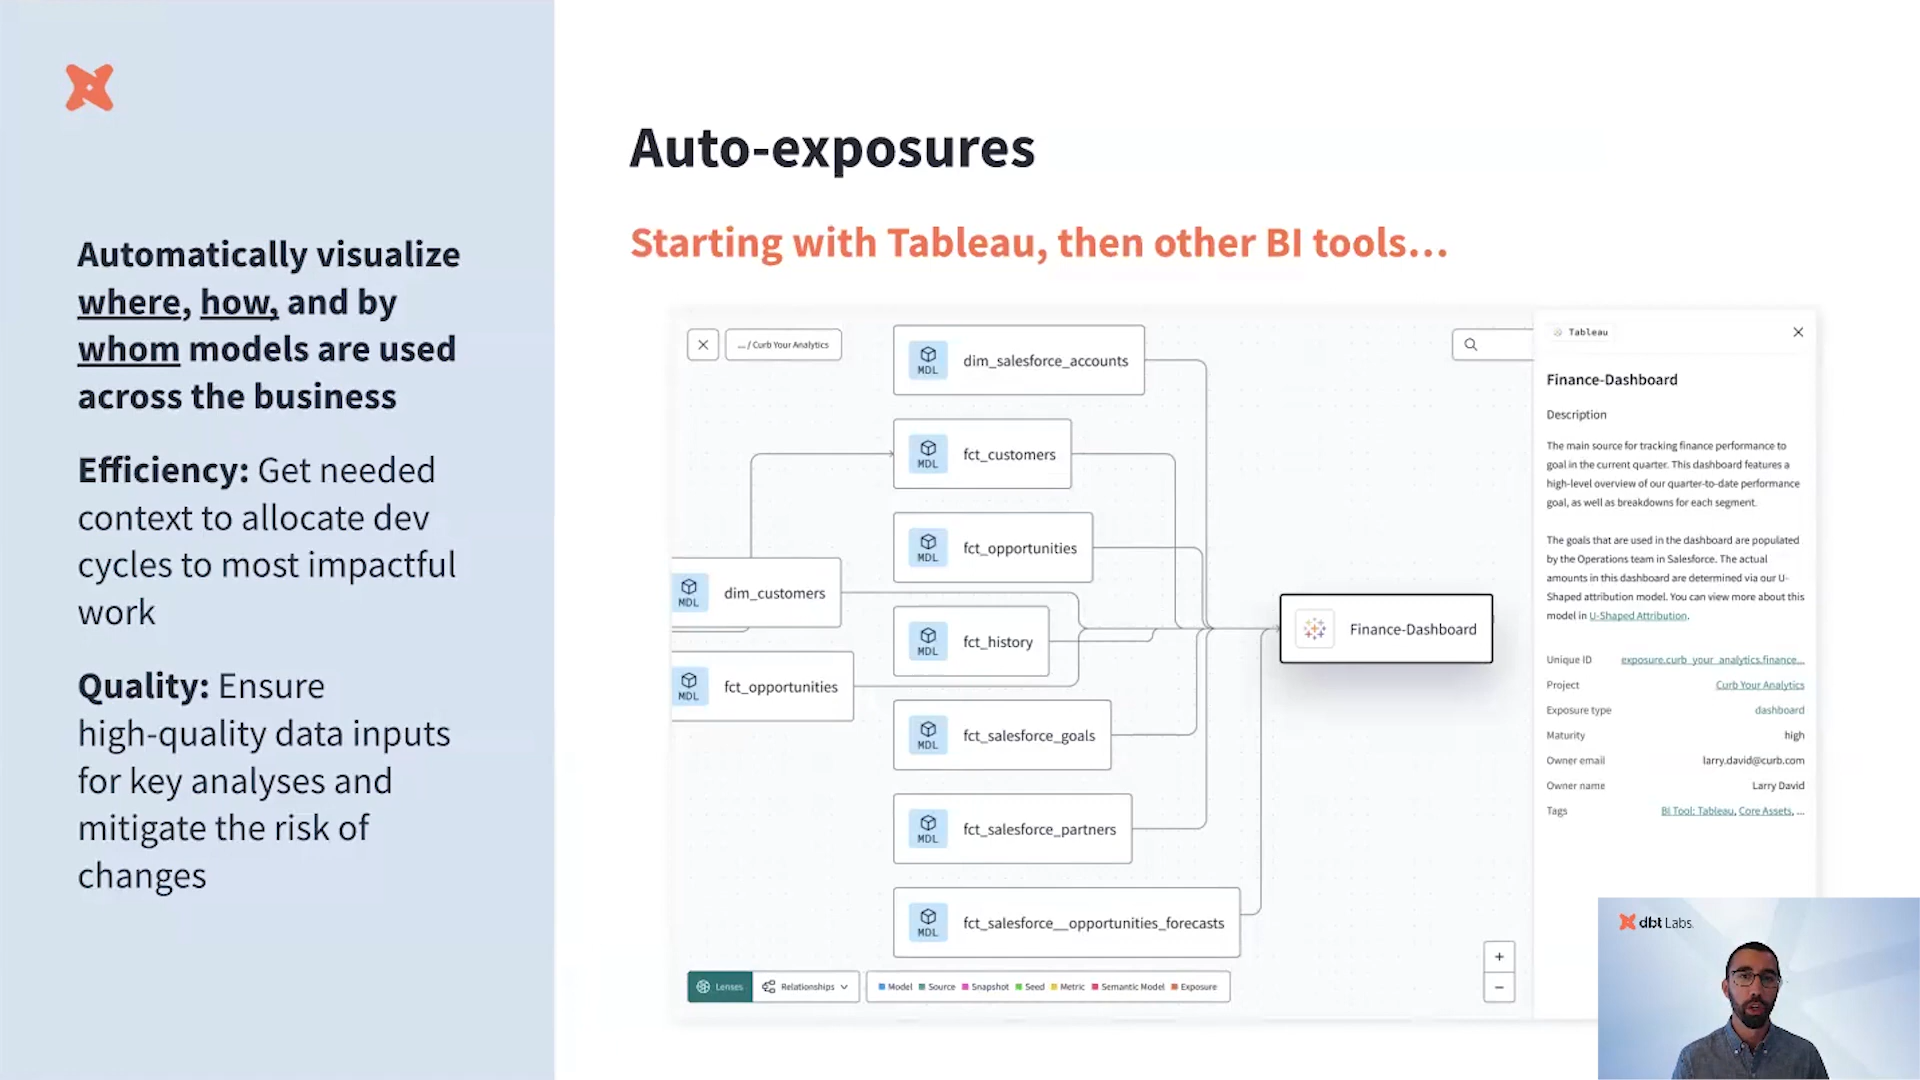 Automatically visualize
where, how, and by
whom models are used
across the business
Efficiency: Get needed
context to allocate dev
cycles to most impactful
work
Quality: Ensure
high-quality data inputs
for key analyses and
mitigate the risk of
changes
Auto-exposures
Starting with Tableau, then other BI tools...
... / Curb Your Analytics
MDL dim_salesforce_accounts
MDL fct_customers
MDL fct_opportunities
MDL dim_customers
MDL fct_history
MDL fct_opportunities
MDL fct_salesforce_goals
MDL fct_salesforce_partners
MDL fct_salesforce__opportunities_forecasts
Finance-Dashboard
Lenses
Relationships
Model Source Snapshot Seed Metric Semantic Model Exposure
+
−
Tableau
Finance-Dashboard
Description
The main source for tracking finance performance to
goal in the current quarter. This dashboard features a
high-level overview of our quarter-to-date performance
goal, as well as breakdowns for each segment.
The goals that are used in the dashboard are populated
by the Operations team in Salesforce. The actual
amounts in this dashboard are determined via our U-
Shaped attribution model. You can view more about this
model in U-Shaped Attribution.
Unique ID exposure.curb_your_analytics.finance...
Project Curb Your Analytics
Exposure type dashboard
Maturity high
Owner email larry.david@curb.com
Owner name Larry David
Tags BI Tool: Tableau, Core Assets, ...
dbt Labs